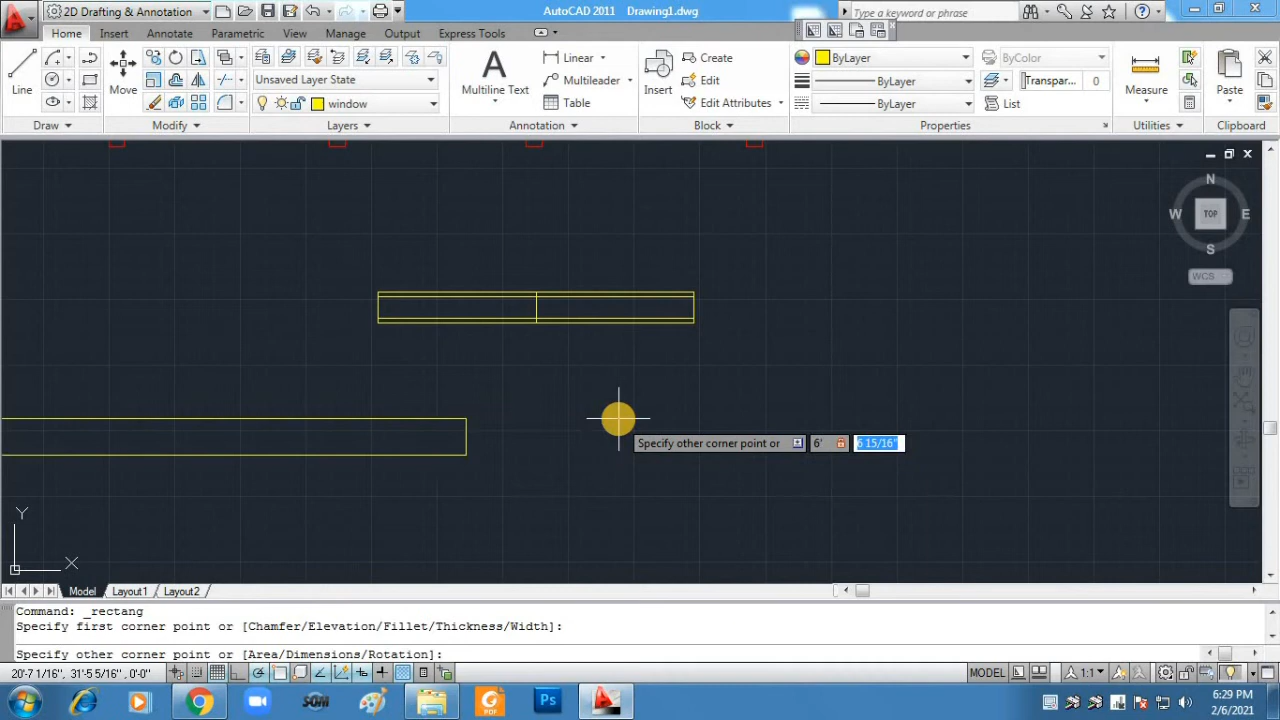 2D Drafting & Annotation
AutoCAD 2011 Drawing1.dwg
Type a keyword or phrase
Home Insert Annotate Parametric View Manage Output Express Tools
Line
Move
Unsaved Layer State
window
Multiline Text
Linear
Multileader
Table
Insert
Create
Edit
Edit Attributes
ByLayer
ByLayer
ByLayer
ByColor
Transpar... 0
List
Measure
Paste
Draw Modify Layers Annotation Block Properties Utilities Clipboard
N
W TOP E
S
WCS
Specify other corner point or 6' 6 15/16"
Y
X
Model Layout1 Layout2
Command: _rectang
Specify first corner point or [Chamfer/Elevation/Fillet/Thickness/Width]:
Specify other corner point or [Area/Dimensions/Rotation]:
20'-7 1/16", 31'-5 5/16", 0'-0" MODEL 1:1
SOM
PDF
Ps
6:29 PM
2/6/2021